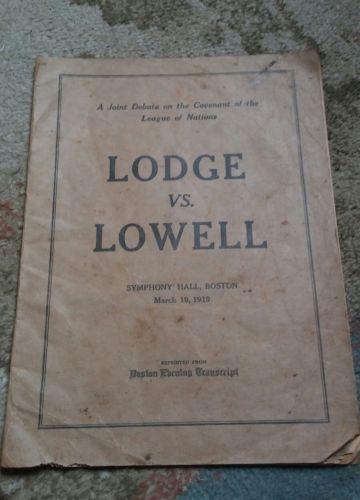 A Joint Debate on the Covenant of the
League of Nations
LODGE
VS.
LOWELL
SYMPHONY HALL, BOSTON
March 19, 1919
REPRINTED FROM
Boston Evening Transcript